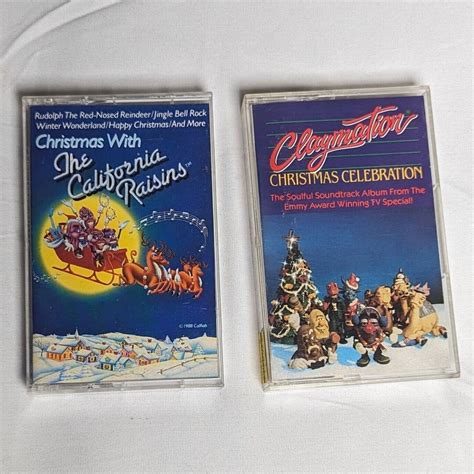 Rudolph The Red-Nosed Reindeer/Jingle Bell Rock
Winter Wonderland/Happy Christmas/And More
Christmas With
The
California
Raisins™
© 1988 Calrab
Claymation®
CHRISTMAS CELEBRATION
The Soulful Soundtrack Album From The
Emmy Award Winning TV Special!